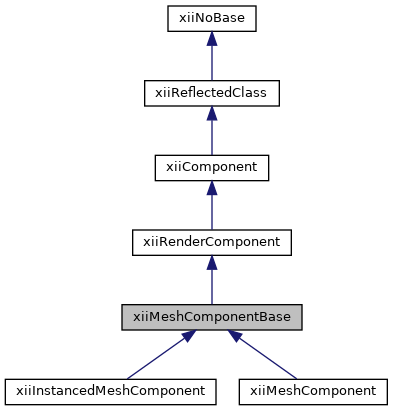 xiiNoBase
xiiReflectedClass
xiiComponent
xiiRenderComponent
xiiMeshComponentBase
xiiInstancedMeshComponent
xiiMeshComponent